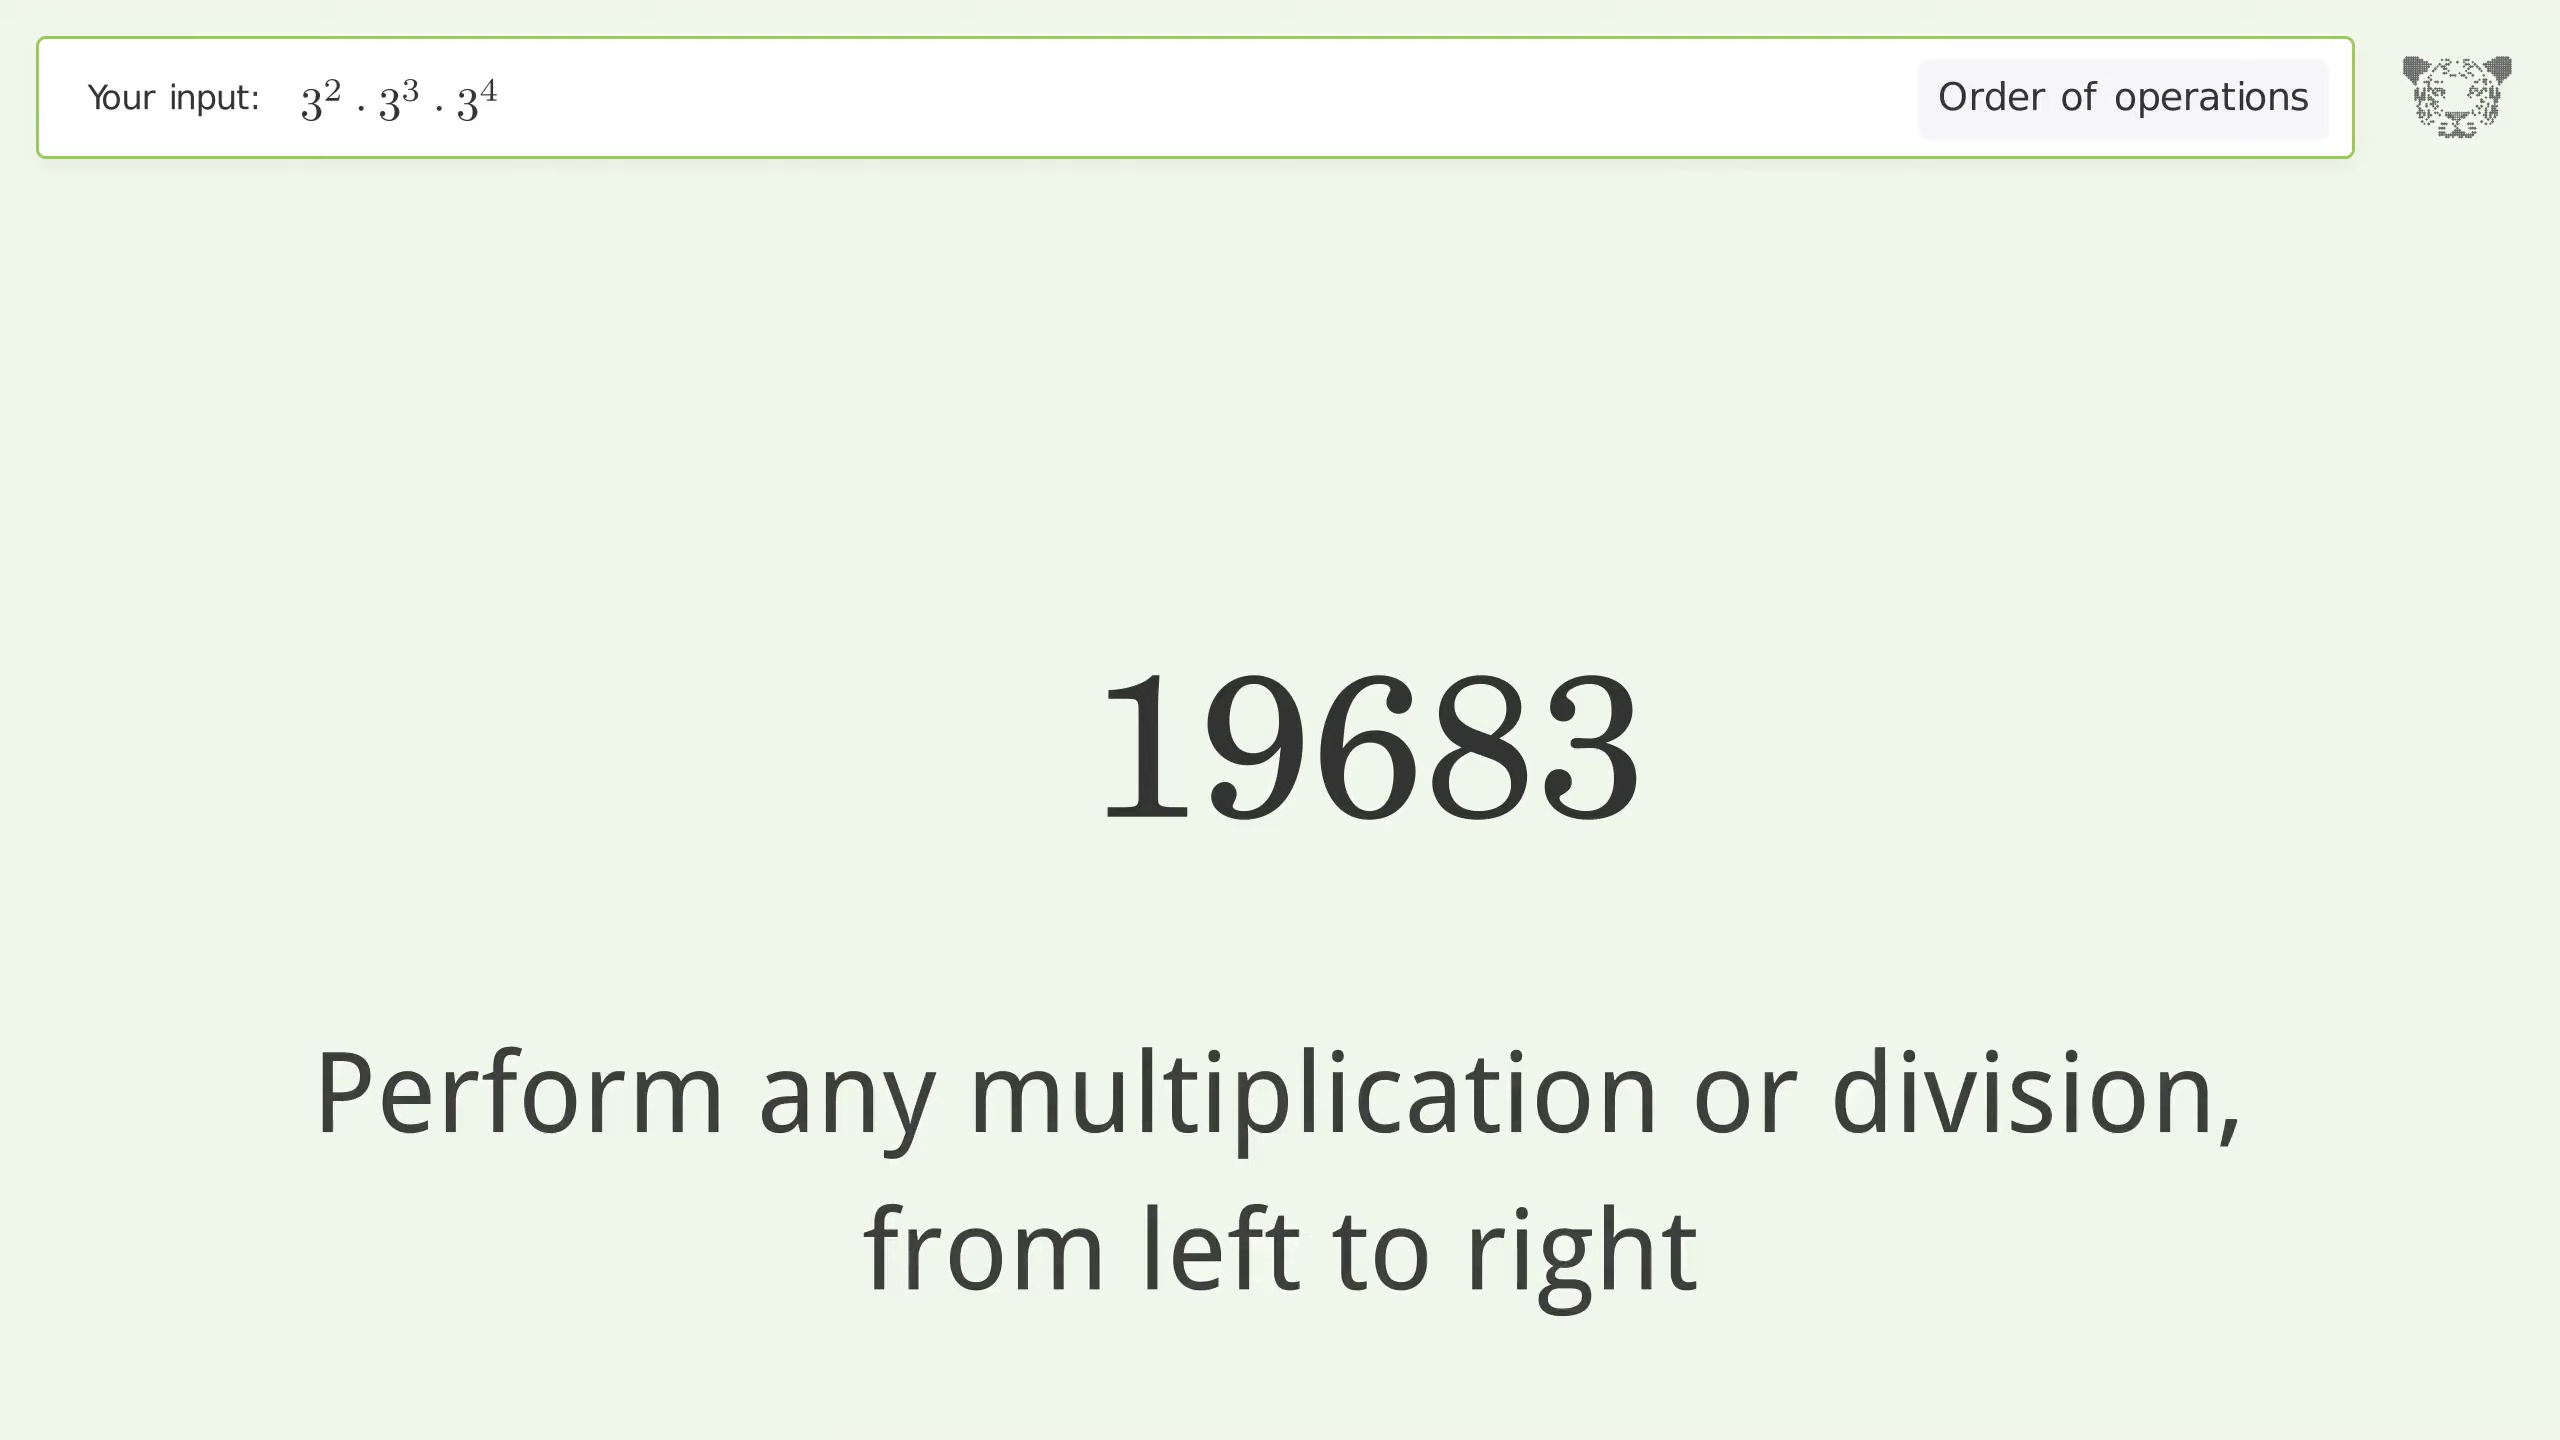 Your input: 3² · 3³ · 3⁴
Order of operations
19683
Perform any multiplication or division,
from left to right